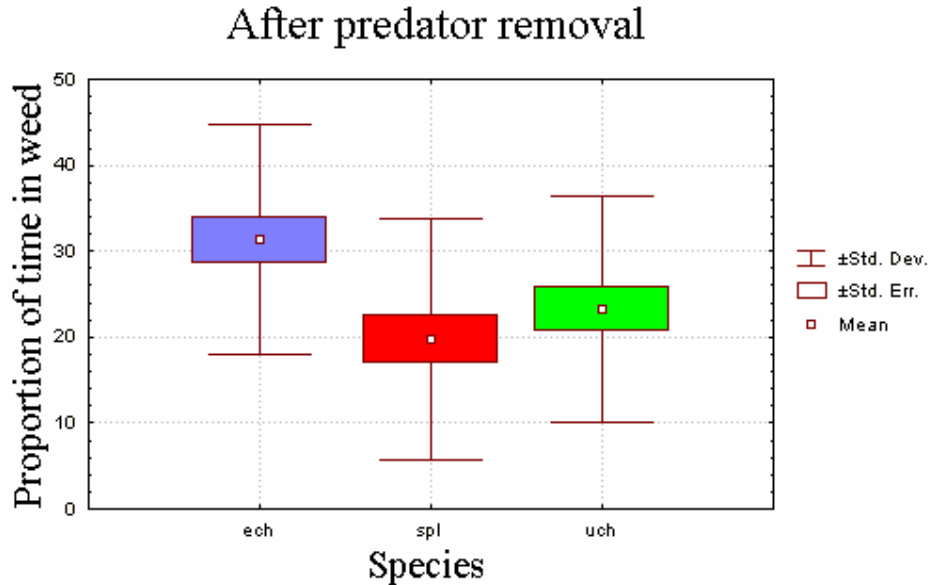 After predator removal
Proportion of time in weed
50
40
30
20
10
0
ech spl uch
Species
±Std. Dev.
±Std. Err.
Mean